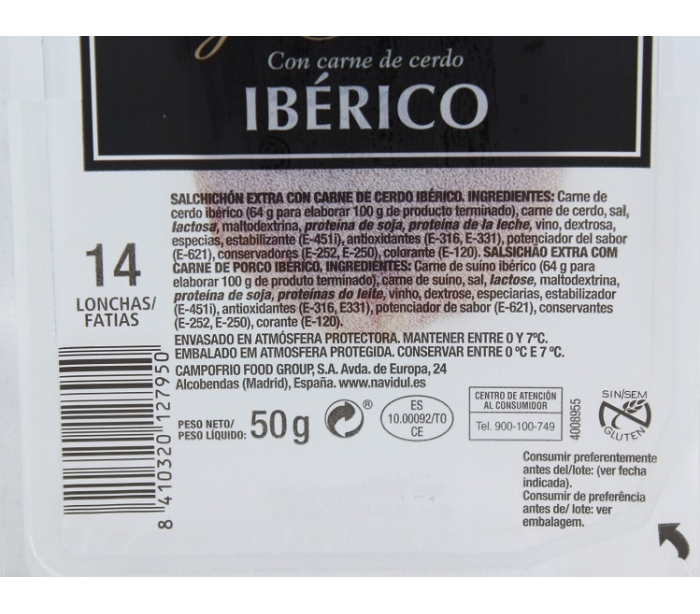 Con carne de cerdo
IBÉRICO
SALCHICHÓN EXTRA CON CARNE DE CERDO IBÉRICO. INGREDIENTES: Carne de
cerdo ibérico (64 g para elaborar 100 g de producto terminado), carne de cerdo, sal,
lactosa, maltodextrina, proteína de soja, proteína de la leche, vino, dextrosa,
especias, estabilizante (E-451i), antioxidantes (E-316, E-331), potenciador del sabor
(E-621), conservadores (E-252, E-250), colorante (E-120). SALSICHÃO EXTRA COM
CARNE DE PORCO IBÉRICO. INGREDIENTES: Carne de suíno ibérico (64 g para
elaborar 100 g de produto terminado), carne de suíno, sal, lactose, maltodextrina,
proteína de soja, proteínas do leite, vinho, dextrose, especiarias, estabilizador
(E-451i), antioxidantes (E-316, E331), potenciador de sabor (E-621), conservantes
(E-252, E-250), corante (E-120).
14
LONCHAS/
FATIAS
ENVASADO EN ATMÓSFERA PROTECTORA. MANTENER ENTRE 0 Y 7ºC.
EMBALADO EM ATMOSFERA PROTEGIDA. CONSERVAR ENTRE 0 ºC E 7 ºC.
CAMPOFRIO FOOD GROUP, S.A. Avda. de Europa, 24
Alcobendas (Madrid), España. www.navidul.com
PESO NETO/
PESO LÍQUIDO: 50 g
®
ES
10.00092/TO
CE
CENTRO DE ATENCIÓN
AL CONSUMIDOR
Tel. 900-100-749
4008955
SIN/SEM
GLUTEN
8 410320 127950
Consumir preferentemente
antes del/lote: (ver fecha
indicada).
Consumir de preferência
antes de/ lote: ver
embalagem.